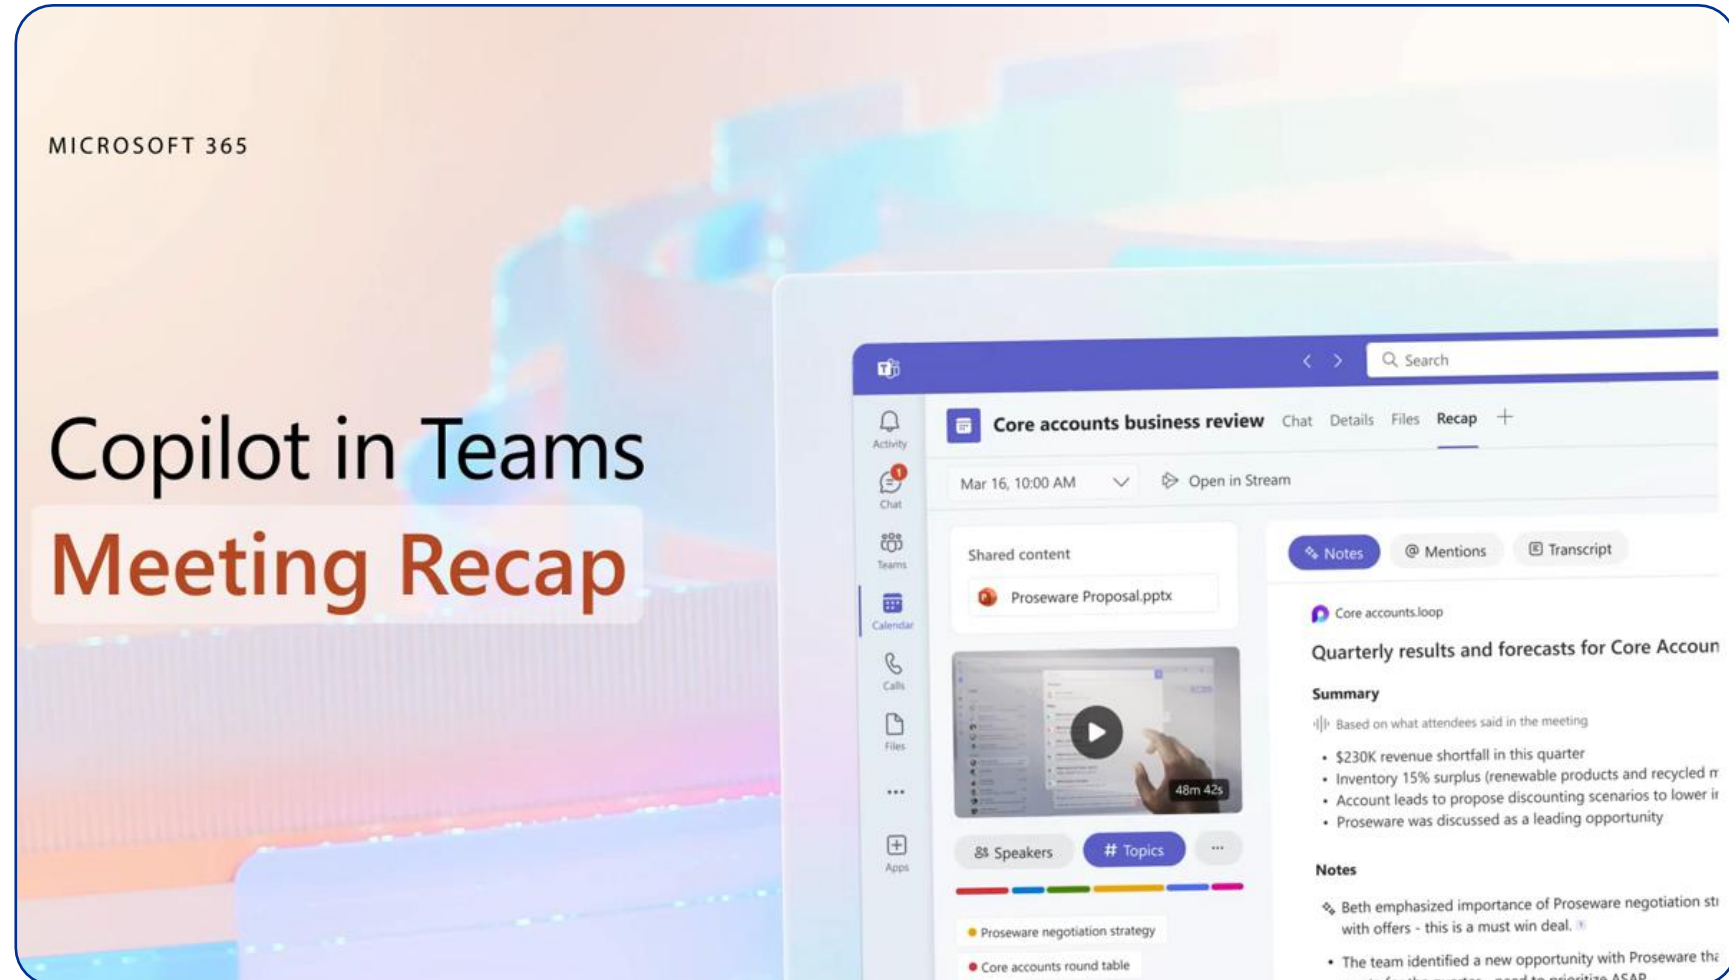 MICROSOFT 365
Copilot in Teams
Meeting Recap
Search
Activity
Chat
Teams
Calendar
Calls
Files
Apps
1
Core accounts business review
Chat Details Files Recap
Mar 16, 10:00 AM
Open in Stream
Shared content
Proseware Proposal.pptx
48m 42s
Speakers
# Topics
Proseware negotiation strategy
Core accounts round table
Notes
@ Mentions
Transcript
Core accounts.loop
Quarterly results and forecasts for Core
Summary
Based on what attendees said in the meeting
• $230K revenue shortfall in this quarter
• Inventory 15% surplus (renewable products and recycled
• Account leads to propose discounting scenarios to lower
• Proseware was discussed as a leading opportunity
Notes
Beth emphasized importance of Proseware negotiation
with offers - this is a must win deal.
• The team identified a new opportunity with Proseware